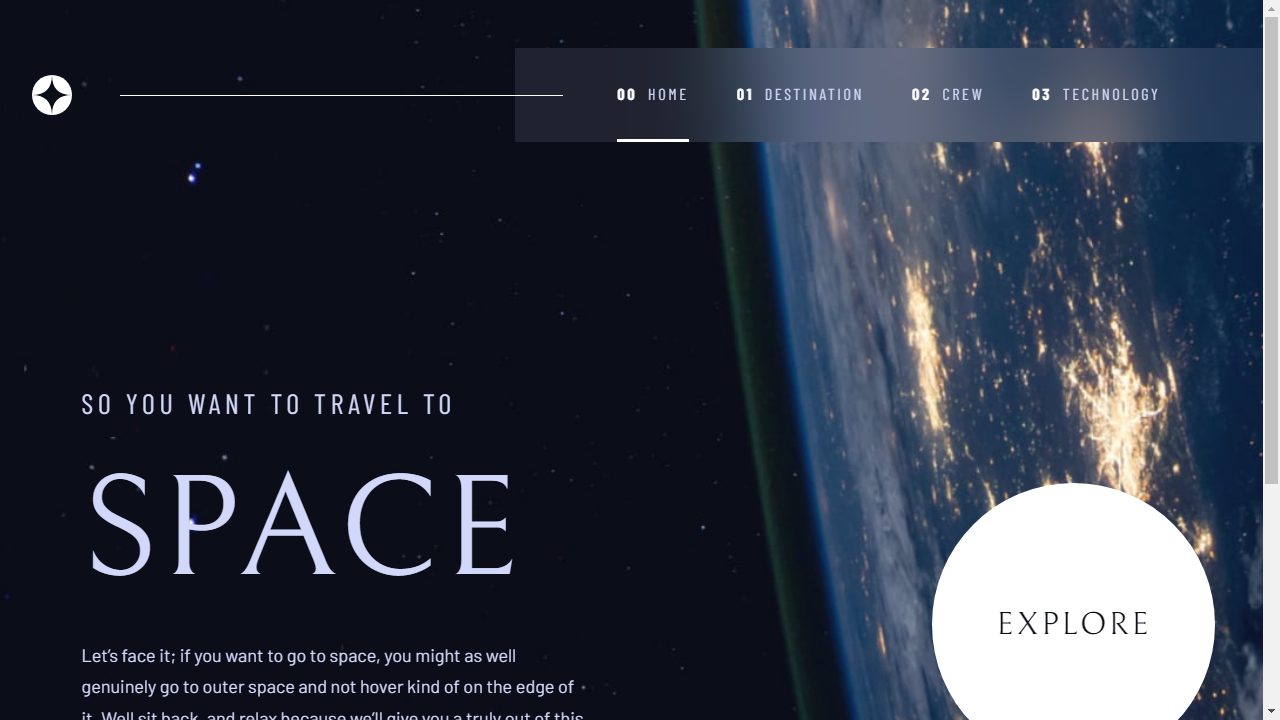 00 HOME 01 DESTINATION 02 CREW 03 TECHNOLOGY
SO YOU WANT TO TRAVEL TO
SPACE
Let’s face it; if you want to go to space, you might as well
genuinely go to outer space and not hover kind of on the edge of
it. Well sit back, and relax because we’ll give you a truly out of this
EXPLORE